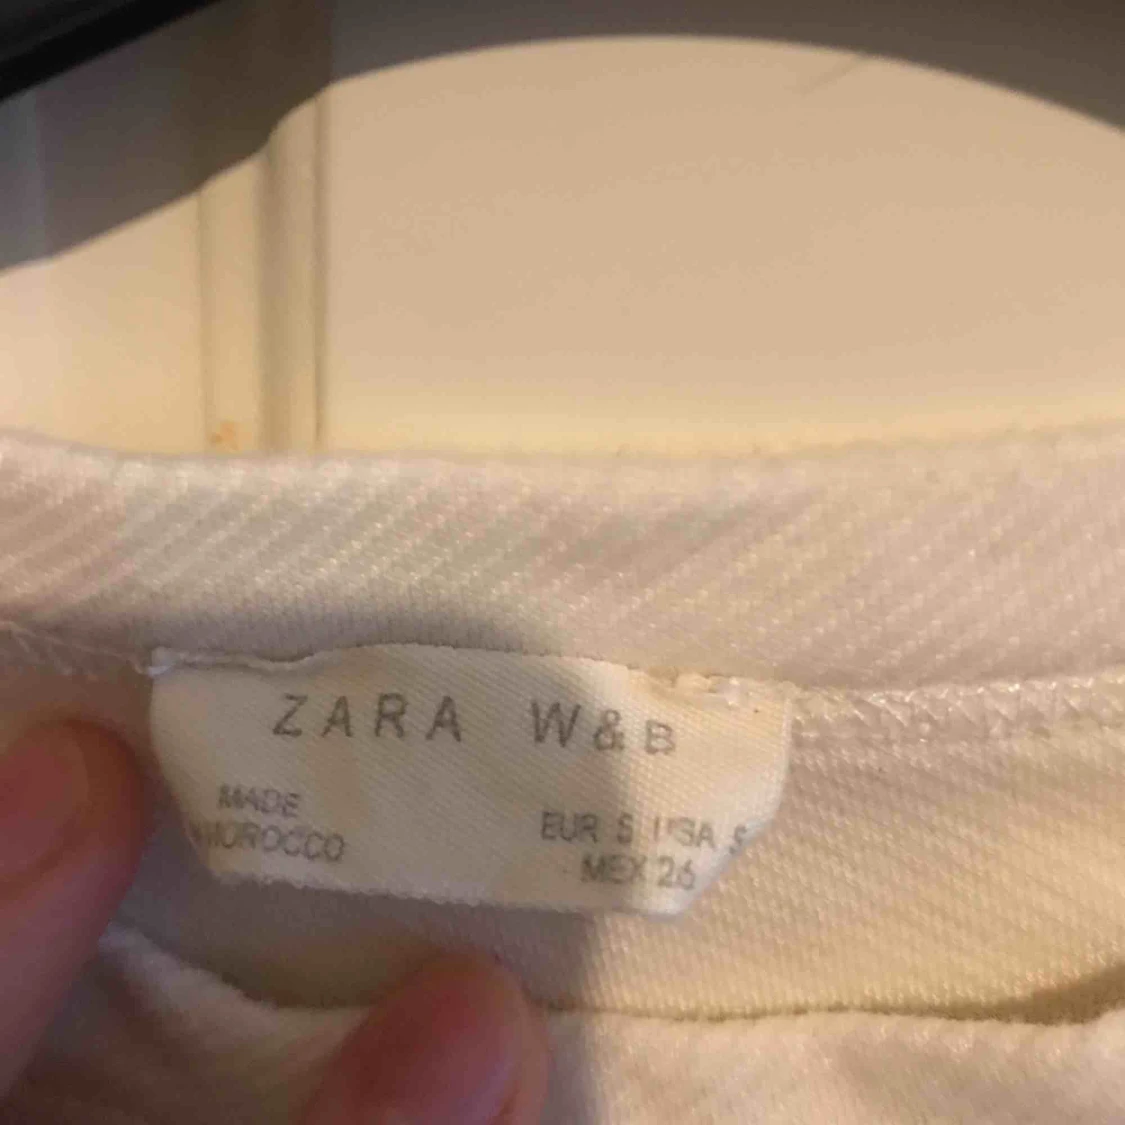 ZARA W&B
MADE
MOROCCO
EUR S USA S
MEX 26